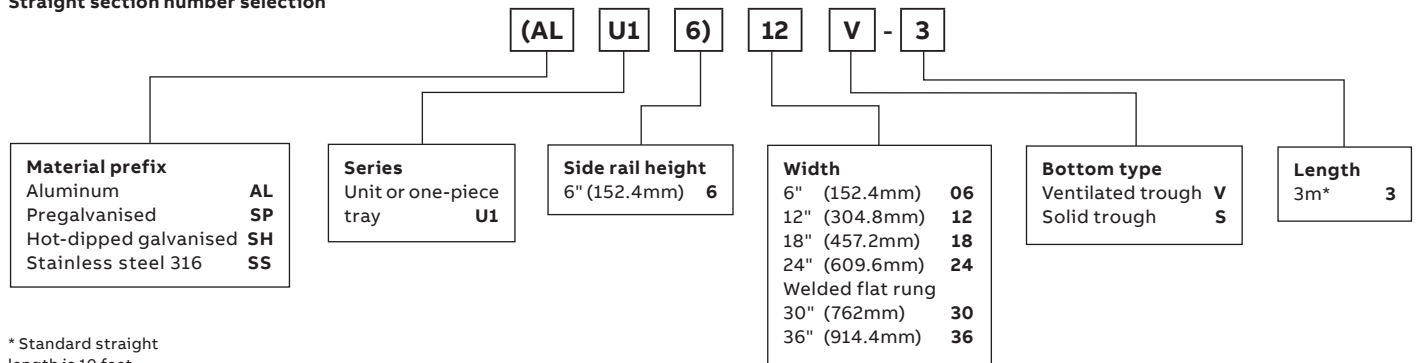 Straight section number selection
(AL U1 6) 12 V - 3
Material prefix
Aluminum AL
Pregalvanised SP
Hot-dipped galvanised SH
Stainless steel 316 SS
Series
Unit or one-piece
tray U1
Side rail height
6" (152.4mm) 6
Width
6" (152.4mm) 06
12" (304.8mm) 12
18" (457.2mm) 18
24" (609.6mm) 24
Welded flat rung
30" (762mm) 30
36" (914.4mm) 36
Bottom type
Ventilated trough V
Solid trough S
Length
3m* 3
* Standard straight
length is 10 feet